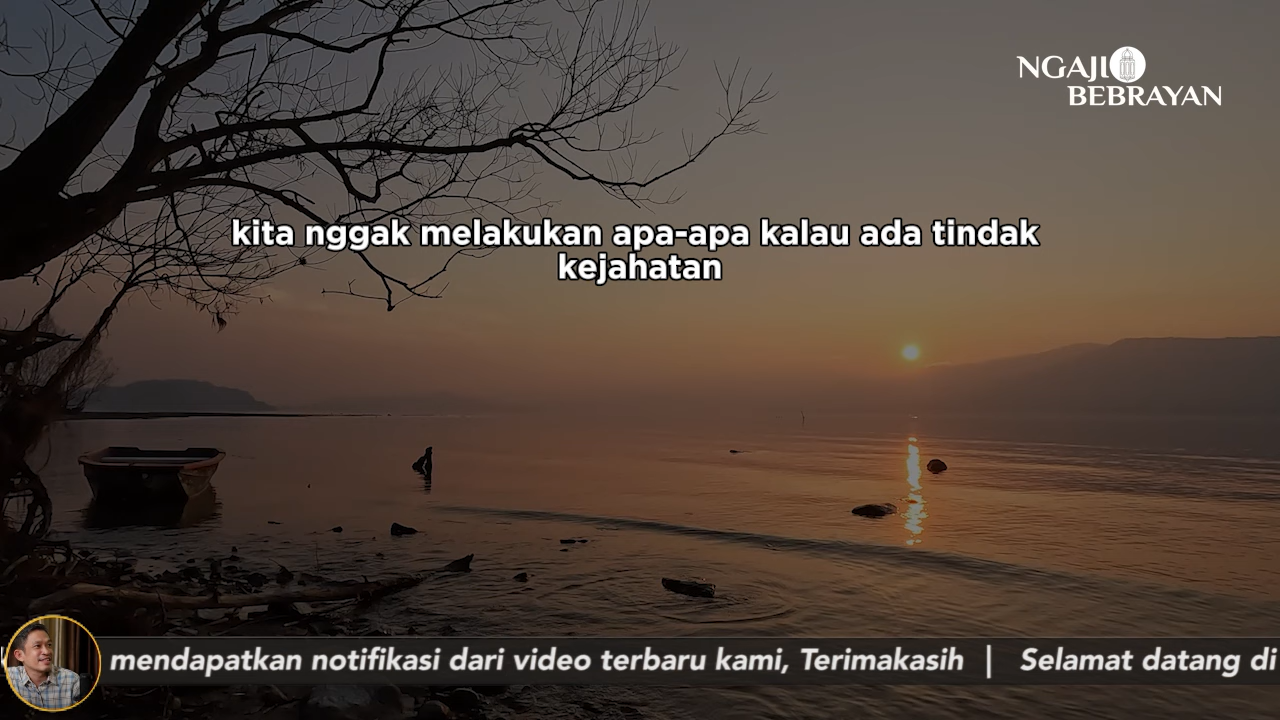 NGAJI
BEBRAYAN
kita nggak melakukan apa-apa kalau ada tindak
kejahatan
mendapatkan notifikasi dari video terbaru kami, Terimakasih | Selamat datang di